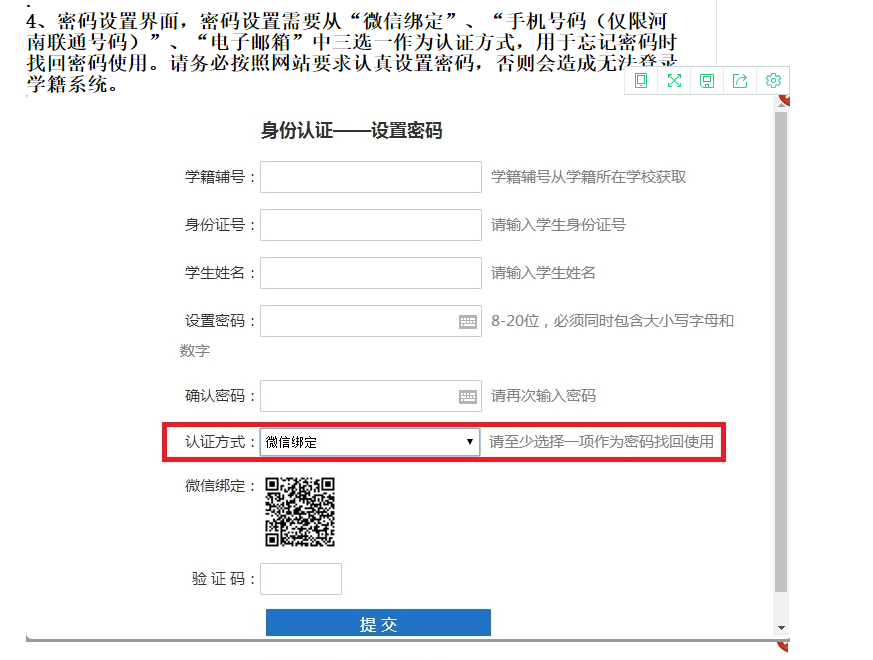 4、密码设置界面，密码设置需要从“微信绑定”、“手机号码（仅限河
南联通号码）”、“电子邮箱”中三选一作为认证方式，用于忘记密码时
找回密码使用。请务必按照网站要求认真设置密码，否则会造成无法登录
学籍系统。
身份认证——设置密码
学籍辅号： 学籍辅号从学籍所在学校获取
身份证号： 请输入学生身份证号
学生姓名： 请输入学生姓名
设置密码： 8-20位，必须同时包含大小写字母和
数字
确认密码： 请再次输入密码
认证方式： 微信绑定 请至少选择一项作为密码找回使用
微信绑定：
验 证 码：
提 交